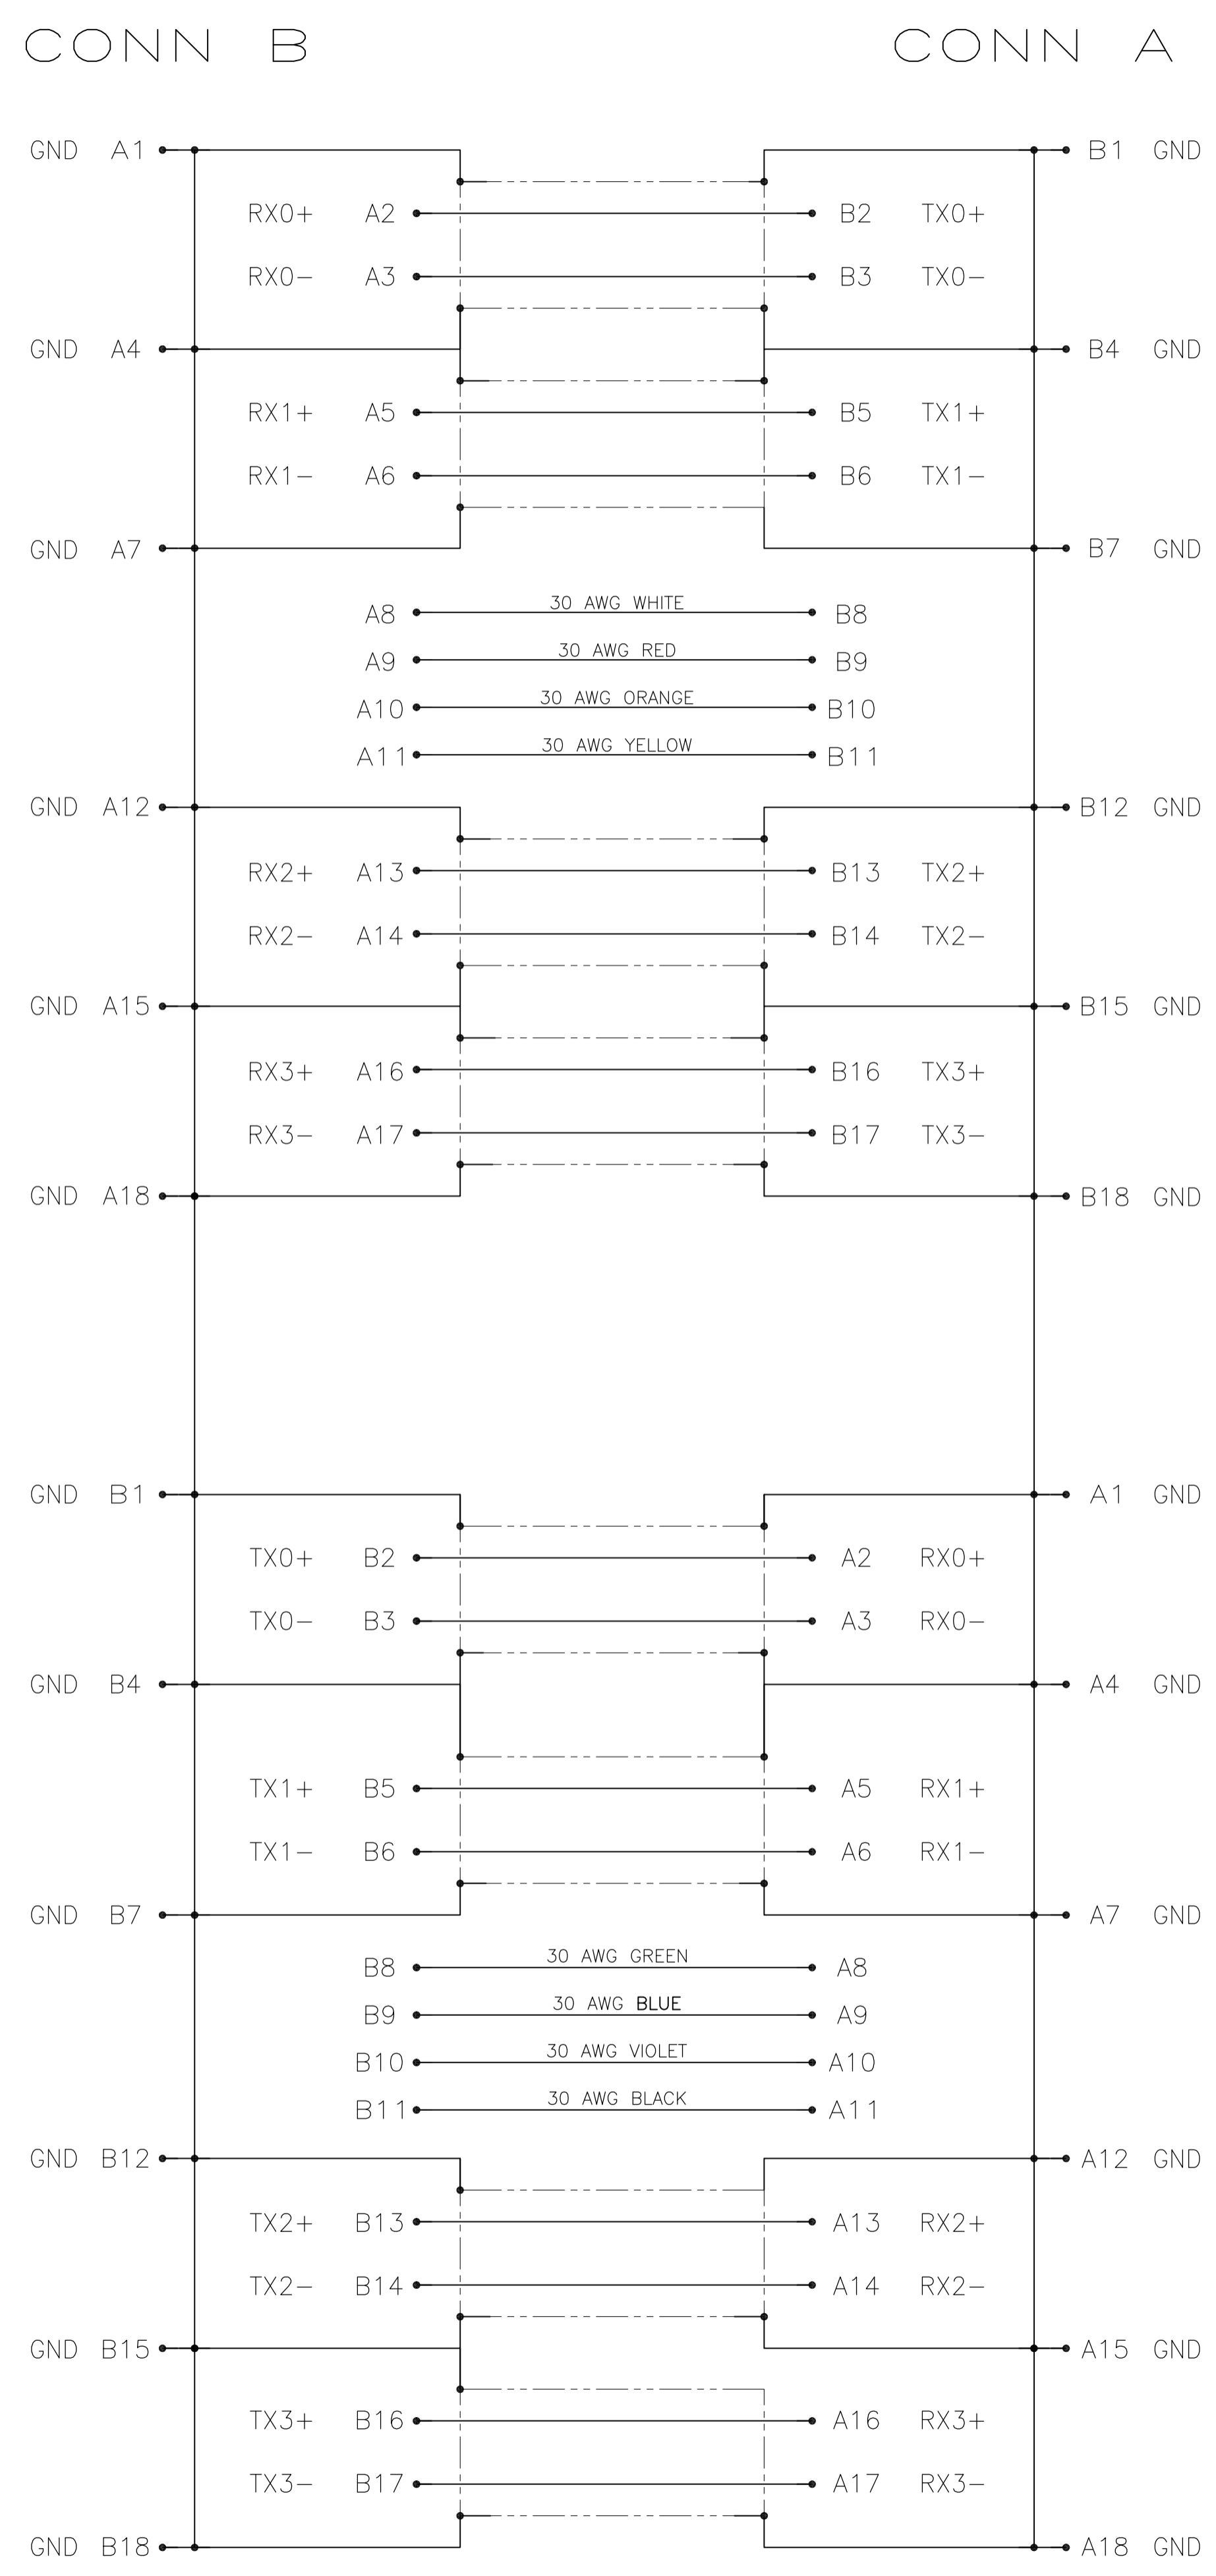 CONN B CONN A
GND A1 B1 GND
RX0+ A2 B2 TX0+
RX0- A3 B3 TX0-
GND A4 B4 GND
RX1+ A5 B5 TX1+
RX1- A6 B6 TX1-
GND A7 B7 GND
A8 30 AWG WHITE B8
A9 30 AWG RED B9
A10 30 AWG ORANGE B10
A11 30 AWG YELLOW B11
GND A12 B12 GND
RX2+ A13 B13 TX2+
RX2- A14 B14 TX2-
GND A15 B15 GND
RX3+ A16 B16 TX3+
RX3- A17 B17 TX3-
GND A18 B18 GND
GND B1 A1 GND
TX0+ B2 A2 RX0+
TX0- B3 A3 RX0-
GND B4 A4 GND
TX1+ B5 A5 RX1+
TX1- B6 A6 RX1-
GND B7 A7 GND
B8 30 AWG GREEN A8
B9 30 AWG BLUE A9
B10 30 AWG VIOLET A10
B11 30 AWG BLACK A11
GND B12 A12 GND
TX2+ B13 A13 RX2+
TX2- B14 A14 RX2-
GND B15 A15 GND
TX3+ B16 A16 RX3+
TX3- B17 A17 RX3-
GND B18 A18 GND